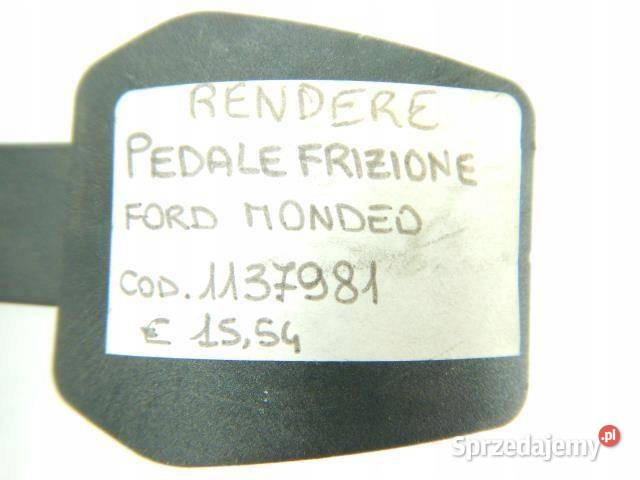 RENDERE
PEDALE FRIZIONE
FORD MONDEO
COD. 1137981
€ 15,54
Sprzedajemy.pl